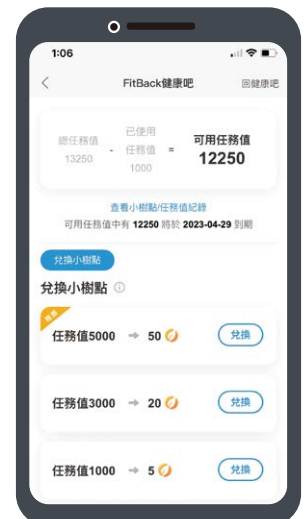 1:06
FitBack健康吧
回健康吧
總任務值
13250
-
已使用
任務值
1000
=
可用任務值
12250
查看小樹點/任務值紀錄
可用任務值中有 12250 將於 2023-04-29 到期
兌換小樹點
兌換小樹點
任務值5000 → 50 兌換
任務值3000 → 20 兌換
任務值1000 → 5 兌換